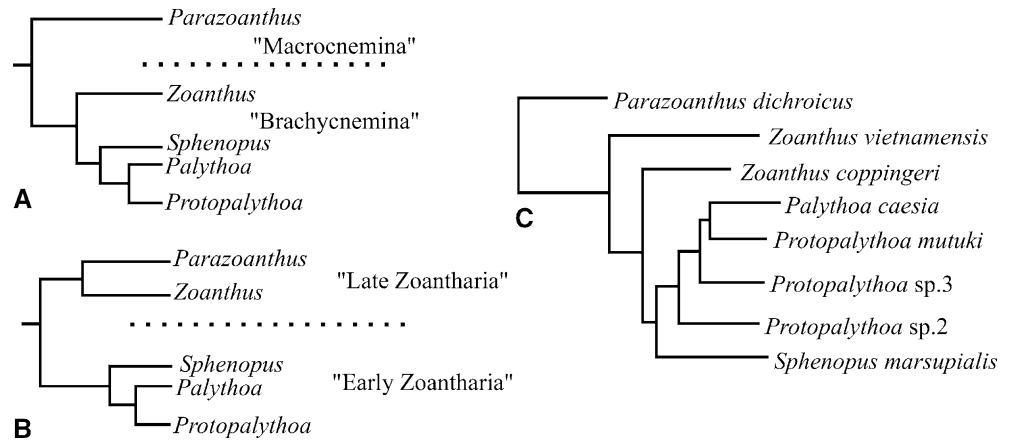 Parazoanthus
"Macrocnemina"
Zoanthus
"Brachycnemina"
Sphenopus
Palythoa
Protopalythoa
A
Parazoanthus
"Late Zoantharia"
Zoanthus
Sphenopus
"Early Zoantharia"
Palythoa
Protopalythoa
B
Parazoanthus dichroicus
Zoanthus vietnamensis
Zoanthus coppingeri
Palythoa caesia
C
Protopalythoa mutuki
Protopalythoa sp.3
Protopalythoa sp.2
Sphenopus marsupialis